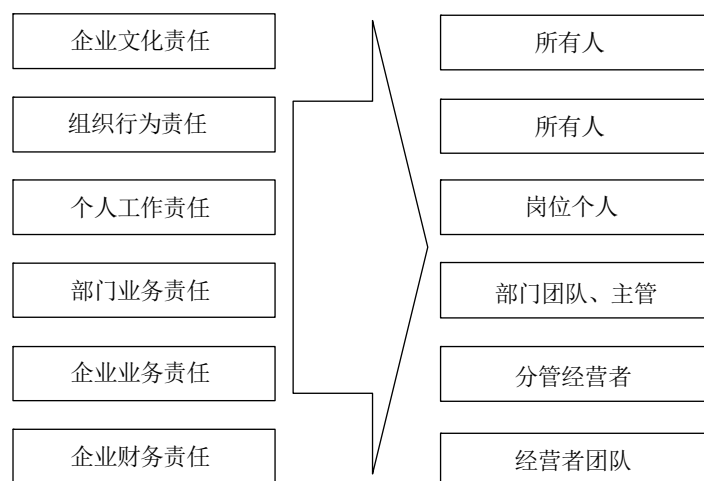 企业文化责任
所有人
组织行为责任
所有人
个人工作责任
岗位个人
部门业务责任
部门团队、主管
企业业务责任
分管经营者
企业财务责任
经营者团队